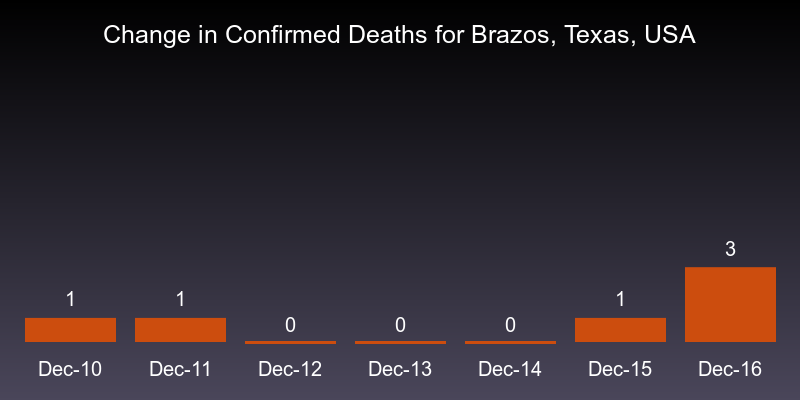 Change in Confirmed Deaths for Brazos, Texas, USA
3
1 1 1
0 0 0
Dec-10 Dec-11 Dec-12 Dec-13 Dec-14 Dec-15 Dec-16